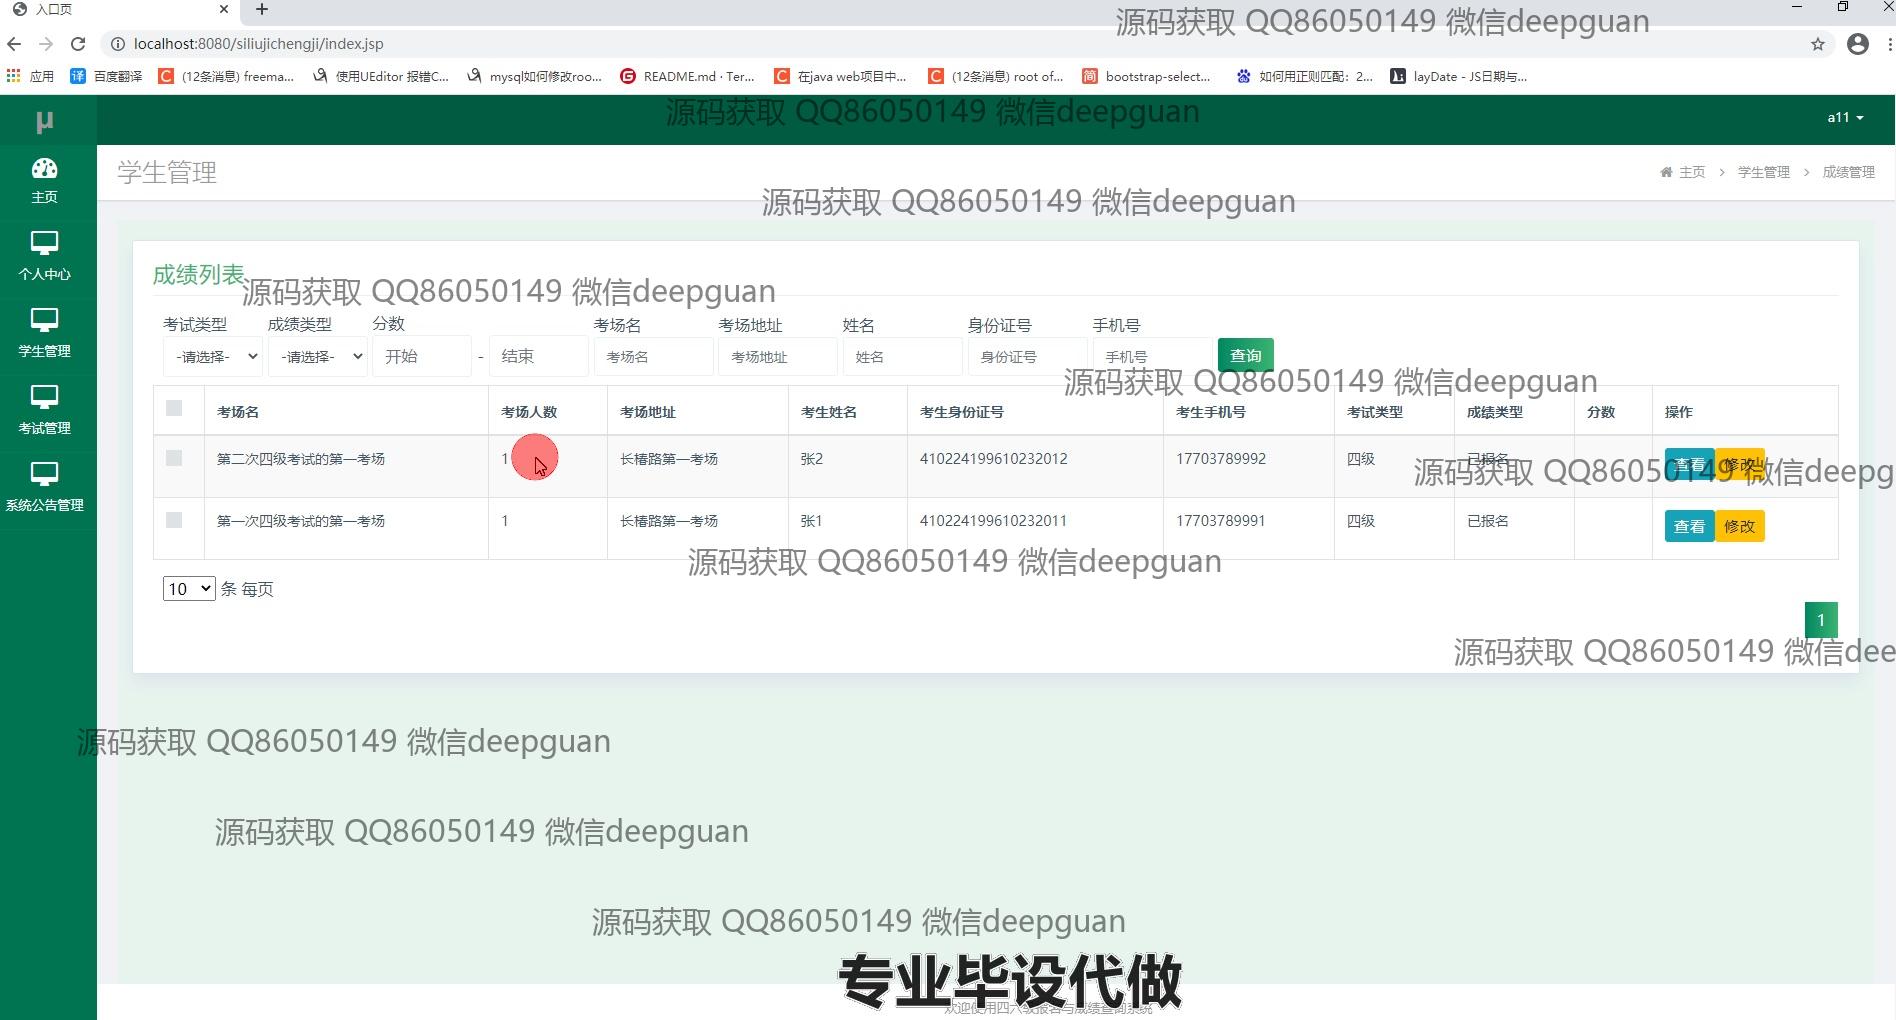 入口页
源码获取 QQ86050149 微信deepguan
localhost:8080/siliujichengji/index.jsp
应用 百度翻译 (12条消息) freema... 使用UEditor 报错C... mysql如何修改roo... README.md · Ter... 在java web项目中... (12条消息) root of... bootstrap-select... 如何用正则匹配：2... layDate - JS日期与...
源码获取 QQ86050149 微信deepguan
µ
a11
主页
学生管理
主页 > 学生管理 > 成绩管理
源码获取 QQ86050149 微信deepguan
个人中心
成绩列表
源码获取 QQ86050149 微信deepguan
学生管理
考试类型 成绩类型 分数 考场名 考场地址 姓名 身份证号 手机号
-请选择- -请选择- 开始 - 结束 考场名 考场地址 姓名 身份证号 手机号 查询
源码获取 QQ86050149 微信deepguan
考场名 考场人数 考场地址 考生姓名 考生身份证号 考生手机号 考试类型 成绩类型 分数 操作
考试管理
第二次四级考试的第一考场 1 长椿路第一考场 张2 410224199610232012 17703789992 四级 已报名 查看 修改
源码获取 QQ86050149 微信deepg
系统公告管理
第一次四级考试的第一考场 1 长椿路第一考场 张1 410224199610232011 17703789991 四级 已报名 查看 修改
源码获取 QQ86050149 微信deepguan
10 条 每页
1
源码获取 QQ86050149 微信dee
源码获取 QQ86050149 微信deepguan
源码获取 QQ86050149 微信deepguan
源码获取 QQ86050149 微信deepguan
专业毕设代做
欢迎使用四六级报名与成绩查询系统